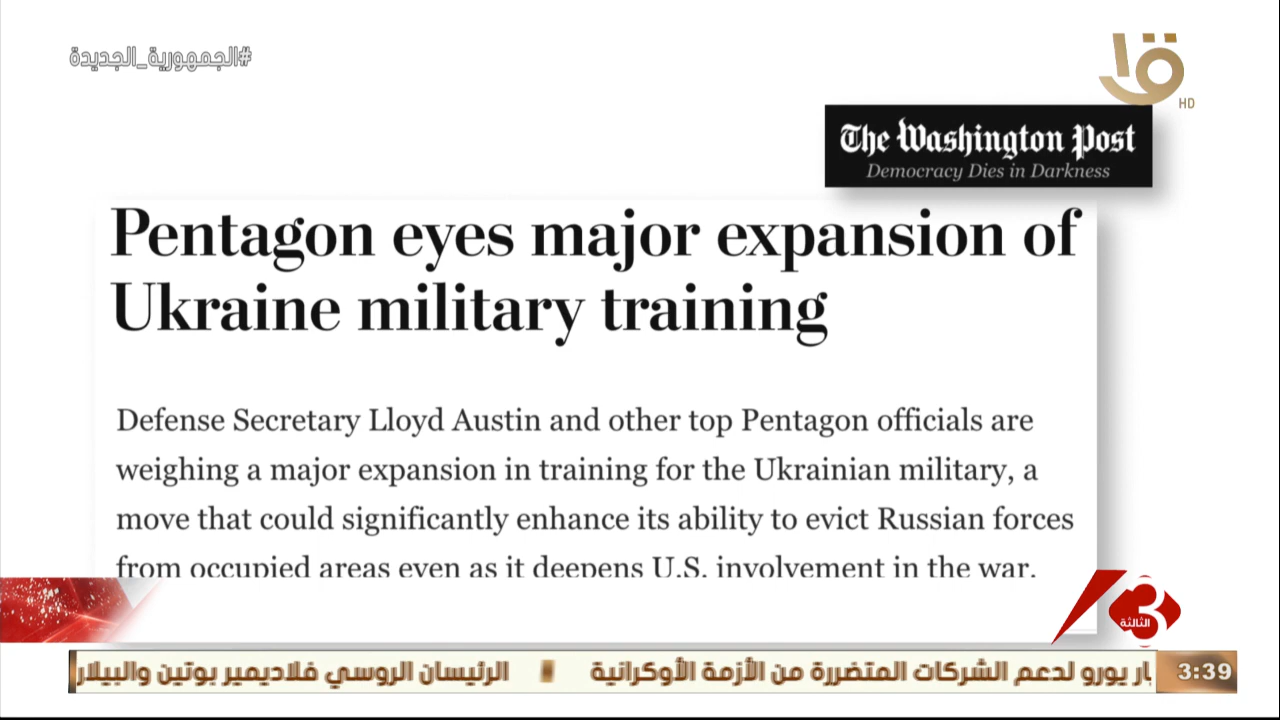 #الجمهورية_الجديدة
HD
The Washington Post
Democracy Dies in Darkness
Pentagon eyes major expansion of
Ukraine military training
Defense Secretary Lloyd Austin and other top Pentagon officials are
weighing a major expansion in training for the Ukrainian military, a
move that could significantly enhance its ability to evict Russian forces
from occupied areas even as it deepens U.S. involvement in the war.
3
الثالثة
يورو لدعم الشركات المتضررة من الأزمة الأوكرانية الرئيسان الروسي فلاديمير بوتين
3:39